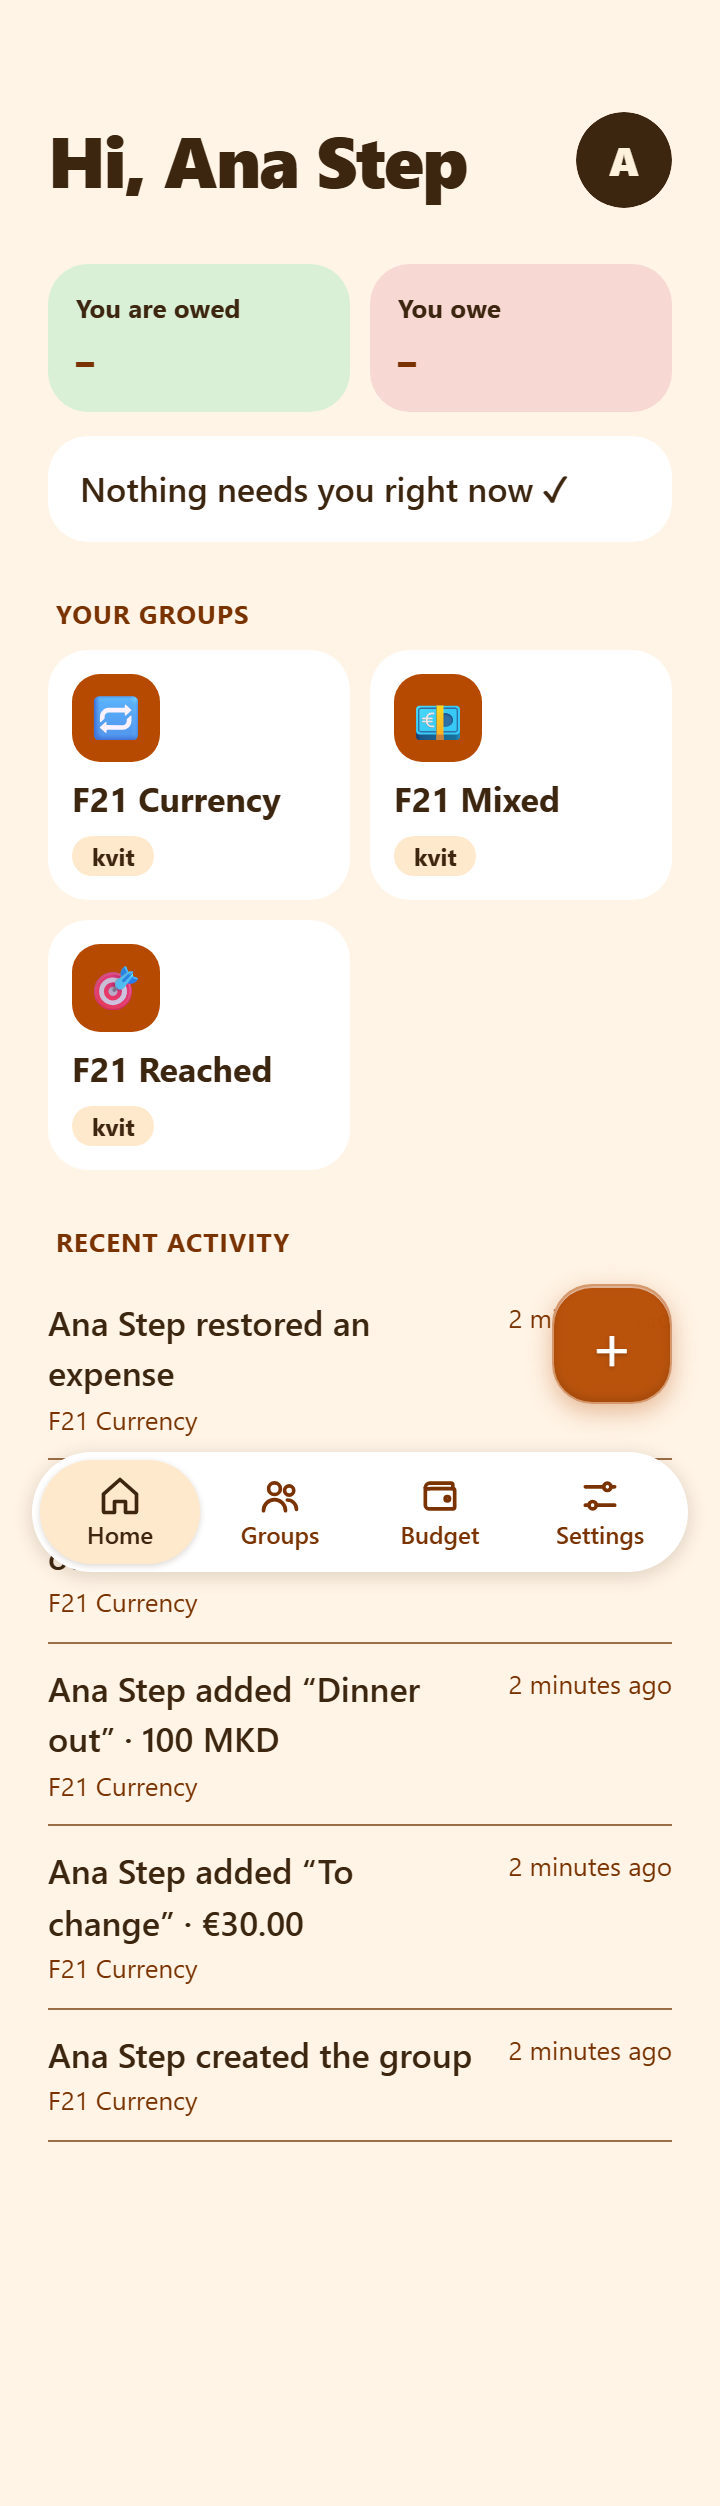 Hi, Ana Step
A
You are owed
–
You owe
–
Nothing needs you right now ✓
YOUR GROUPS
F21 Currency
kvit
F21 Mixed
kvit
F21 Reached
kvit
RECENT ACTIVITY
Ana Step restored an
expense
2
F21 Currency
+
Home
Groups
Budget
Settings
F21 Currency
Ana Step added “Dinner
out” · 100 MKD
2 minutes ago
F21 Currency
Ana Step added “To
change” · €30.00
2 minutes ago
F21 Currency
Ana Step created the group
2 minutes ago
F21 Currency